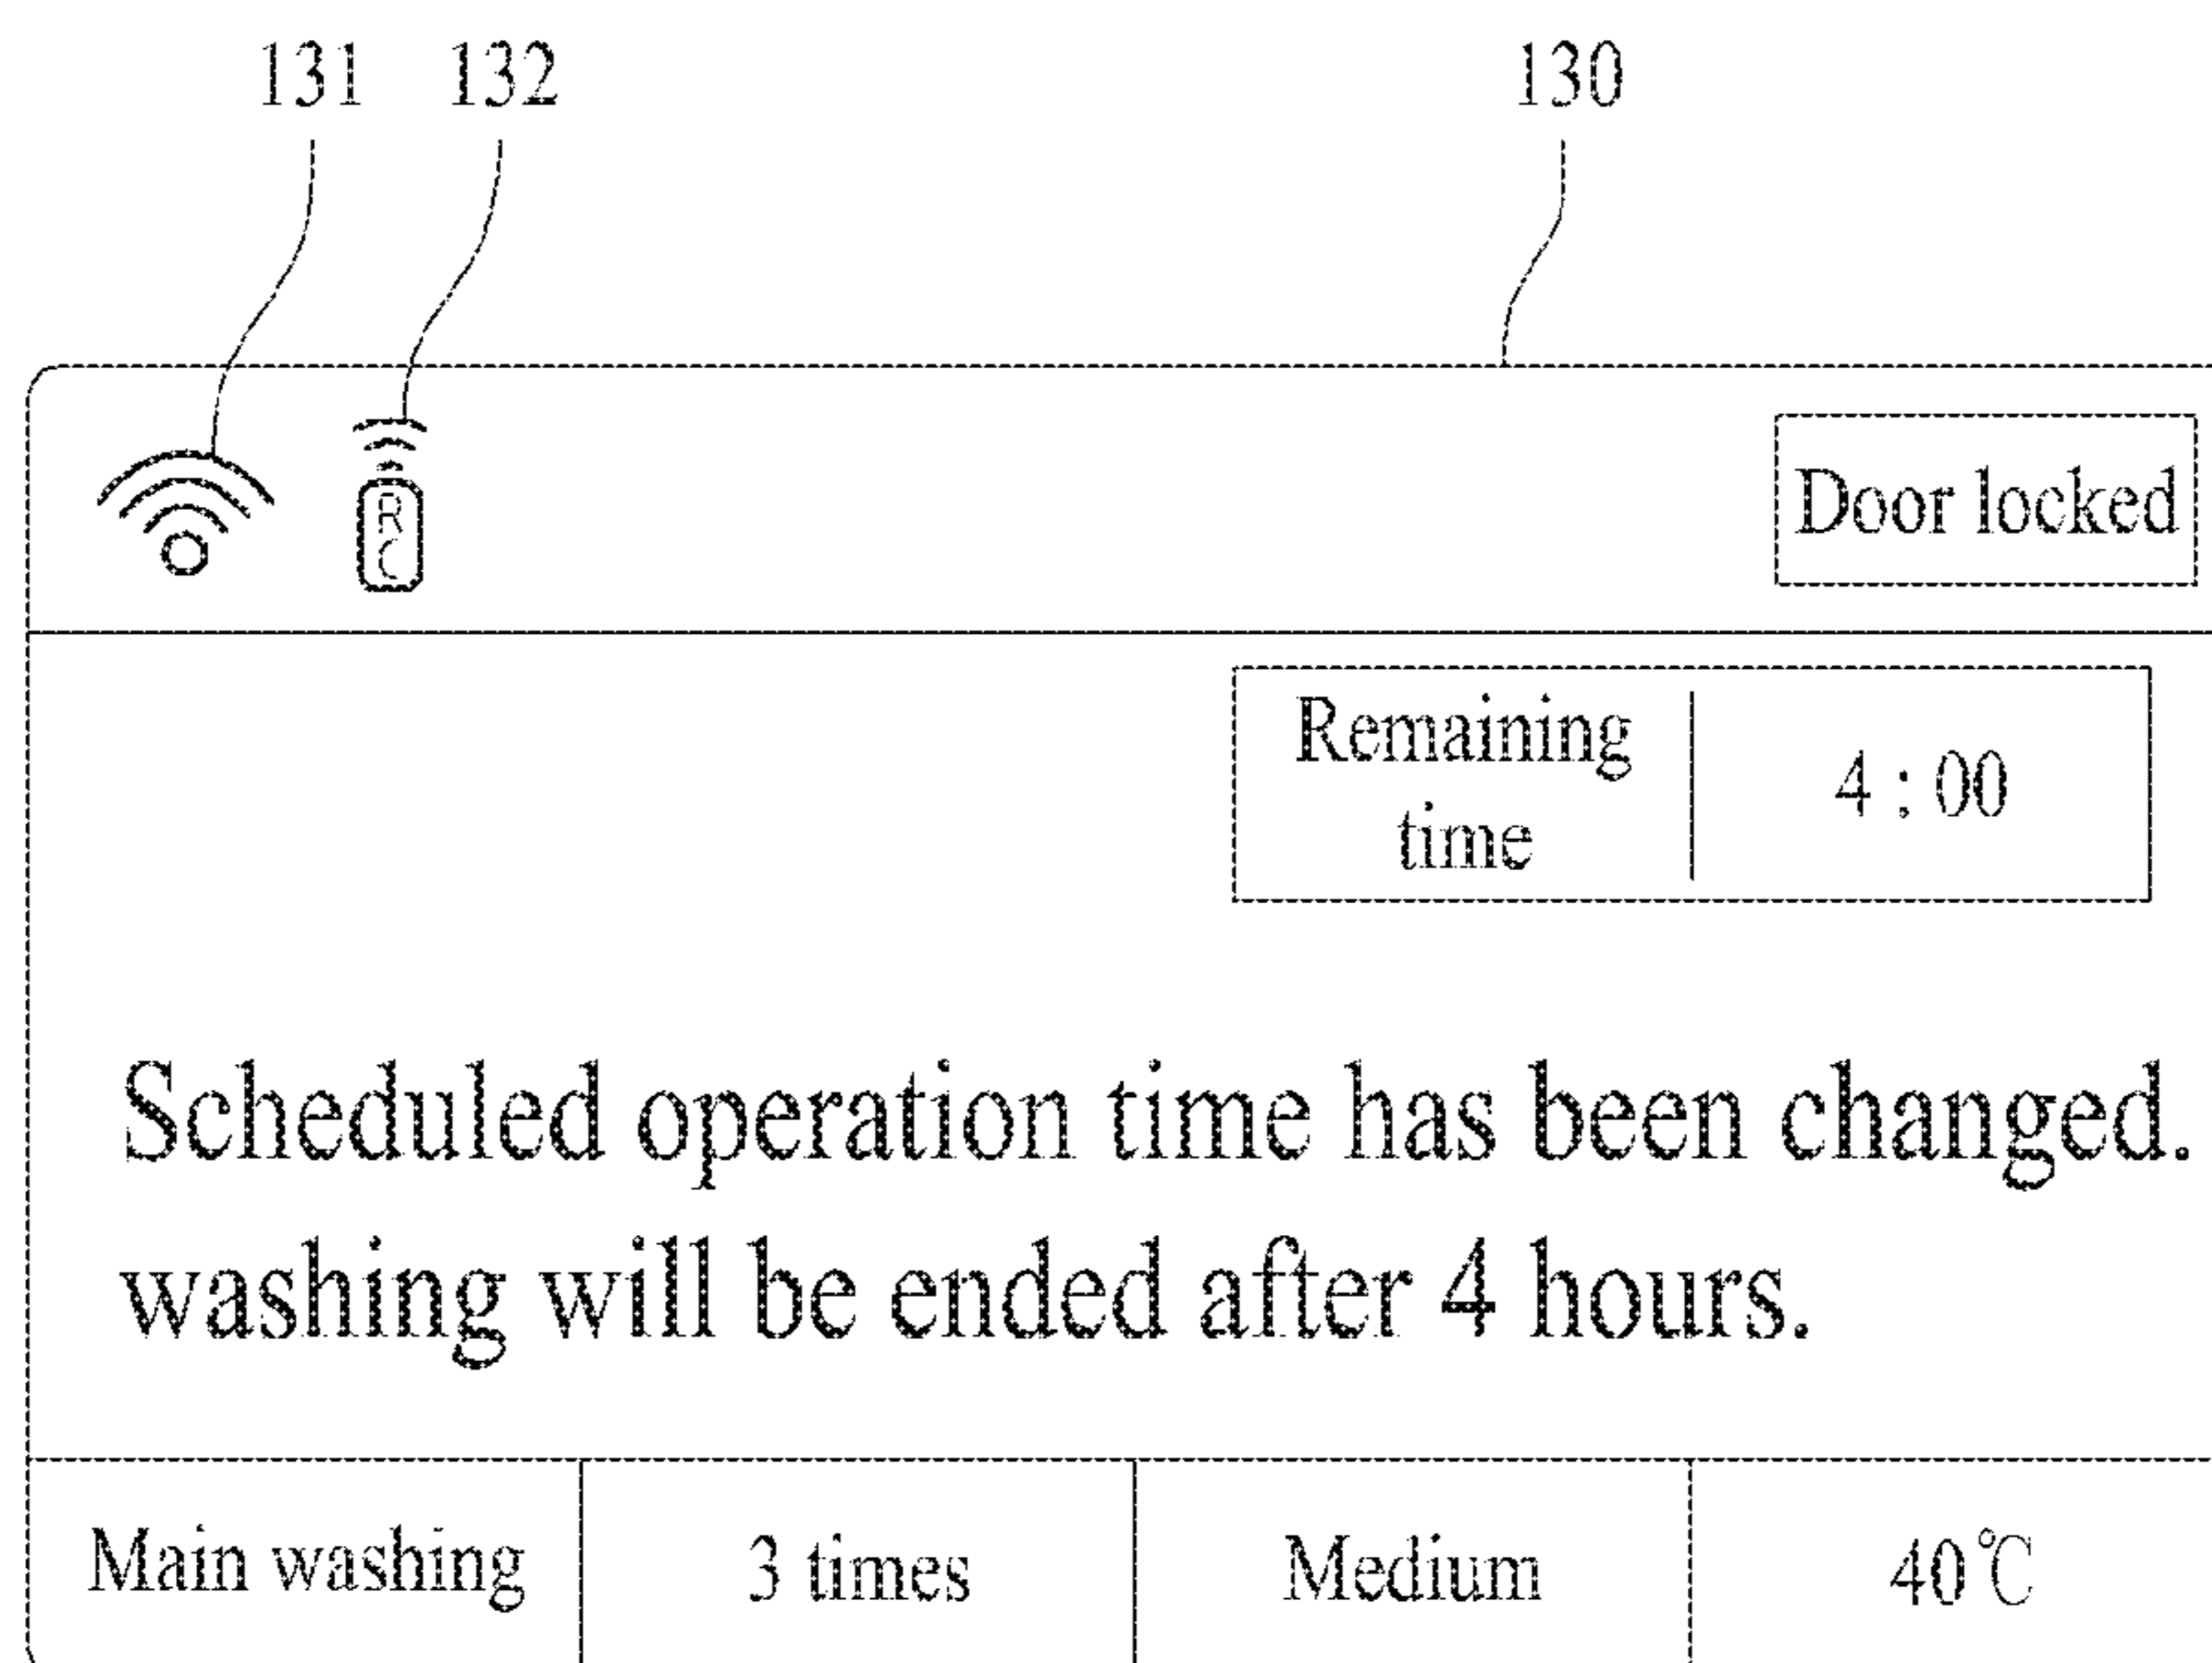 131 132 130
R
C
Door locked
Remaining
time
4 : 00
Scheduled operation time has been changed.
washing will be ended after 4 hours.
Main washing 3 times Medium 40℃